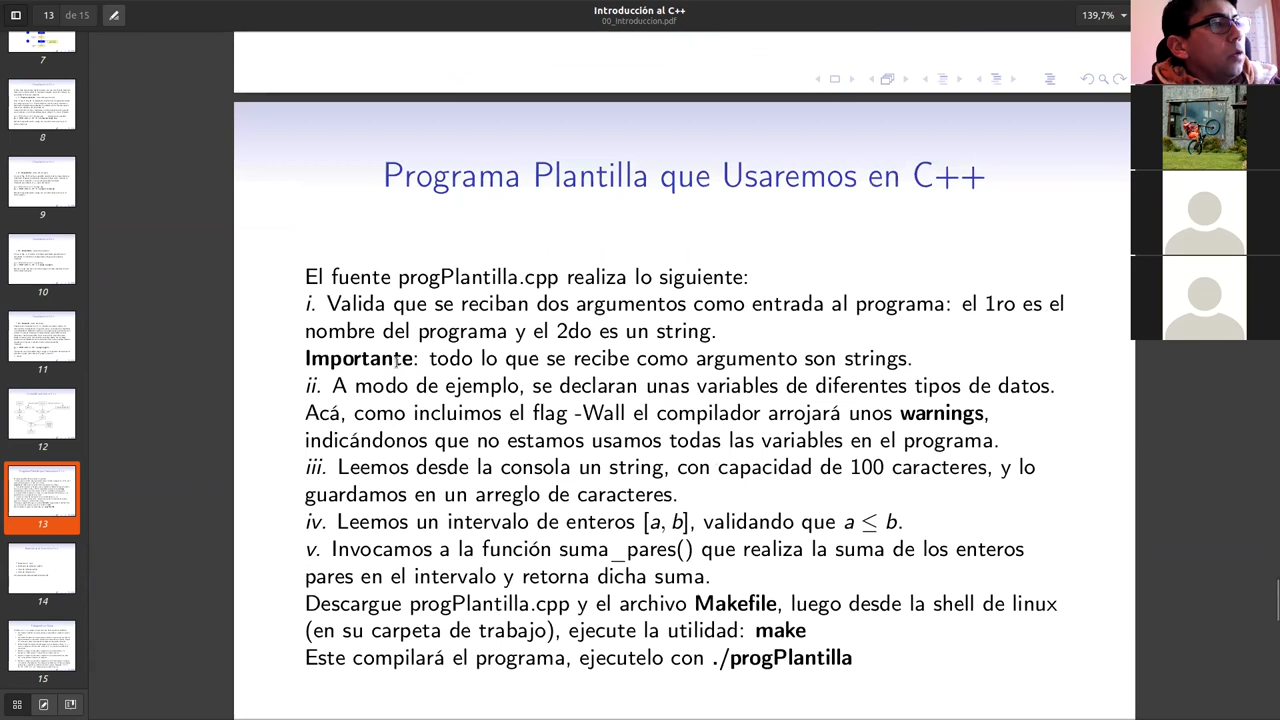 Introducción al C++
00_Introduccion.pdf
13 de 15
139,7%
7
8
9
10
11
12
13
14
15
Programa Plantilla que Usaremos en C++
El fuente progPlantilla.cpp realiza lo siguiente:
i. Valida que se reciban dos argumentos como entrada al programa: el 1ro es el
nombre del programa y el 2do es un string.
Importante: todo lo que se recibe como argumento son strings.
ii. A modo de ejemplo, se declaran unas variables de diferentes tipos de datos.
Acá, como incluimos el flag -Wall el compilador arrojará unos warnings,
indicándonos que no estamos usamos todas las variables en el programa.
iii. Leemos desde la consola un string, con capacidad de 100 caracteres, y lo
guardamos en un arreglo de caracteres.
iv. Leemos un intervalo de enteros [a, b], validando que a ≤ b.
v. Invocamos a la función suma_pares() que realiza la suma de los enteros
pares en el intervalo y retorna dicha suma.
Descargue progPlantilla.cpp y el archivo Makefile, luego desde la shell de linux
(en su carpeta de trabajo) ejecute la utilidad make
Este compilará el programa, ejecutelo con ./progPlantilla